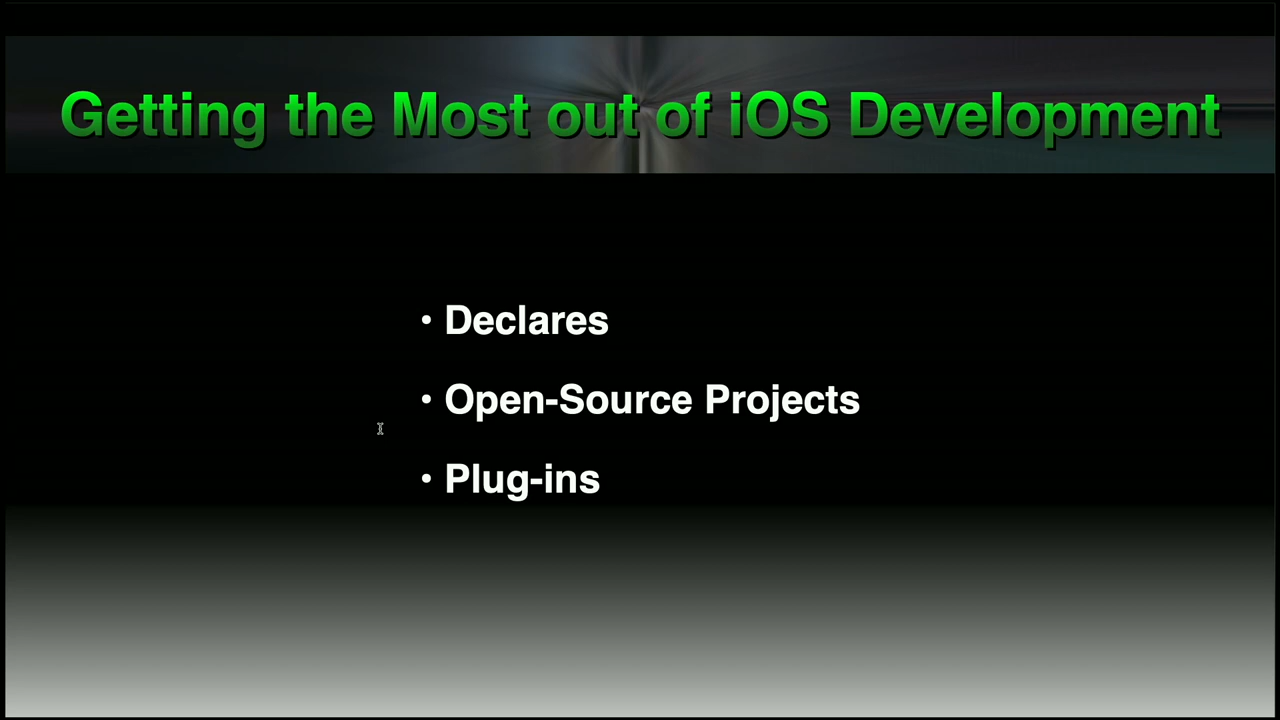 Getting the Most out of iOS Development
• Declares
• Open-Source Projects
• Plug-ins